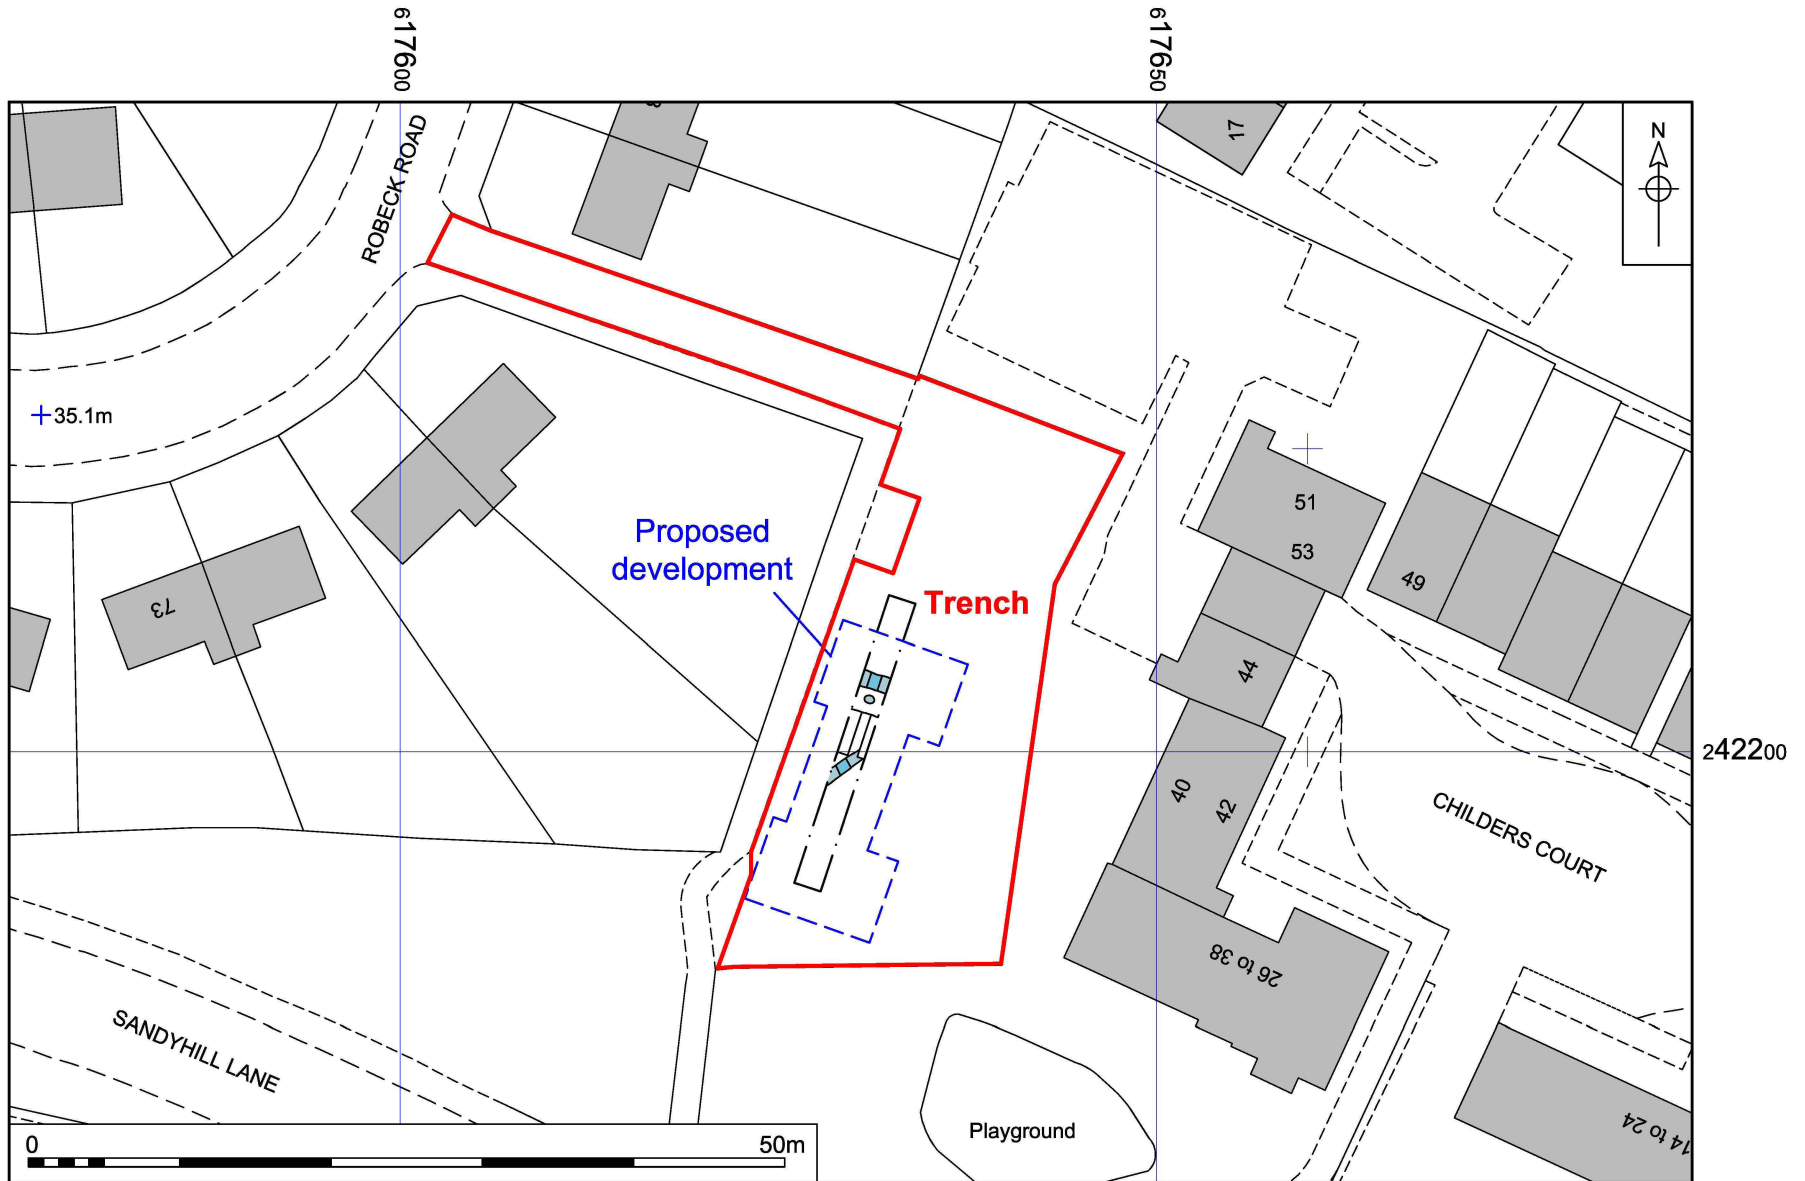 617600
617650
N
17
ROBECK ROAD
35.1m
Proposed
development
Trench
51
53
49
73
44
40
42
242200
CHILDERS COURT
26 to 38
SANDYHILL LANE
Playground
14 to 24
0
50m